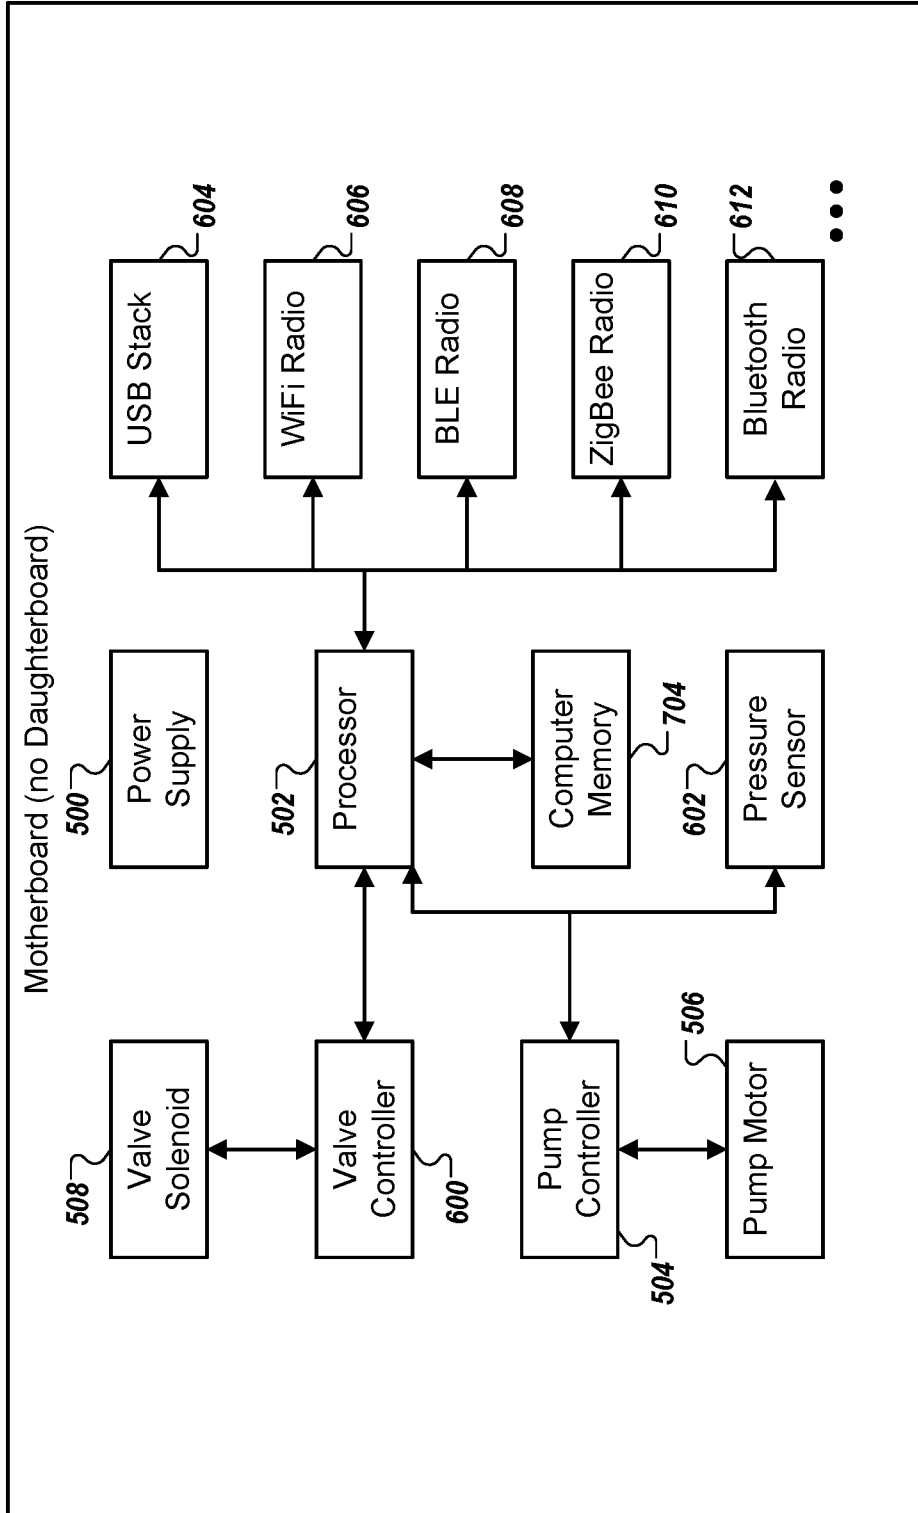 Motherboard (no Daughterboard)
508
Valve
Solenoid
500
Power
Supply
USB Stack
604
Valve
Controller
600
502
Processor
WiFi Radio
606
Pump
Controller
504
Computer
Memory
704
BLE Radio
608
ZigBee Radio
610
Pump Motor
506
602
Pressure
Sensor
Bluetooth
Radio
612